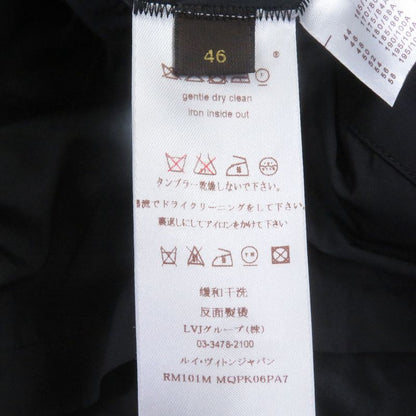 46
®
gentle dry clean
iron inside out
タンブラー乾燥しないで下さい。
流でドライクリーニングをして下さい。
裏返しにしてアイロンをかけて下さい
緩和干洗
反面熨燙
LVJグループ(株)
03-3478-2100
ルイ・ヴィトンジャパン
RM101M MQPK06PA7